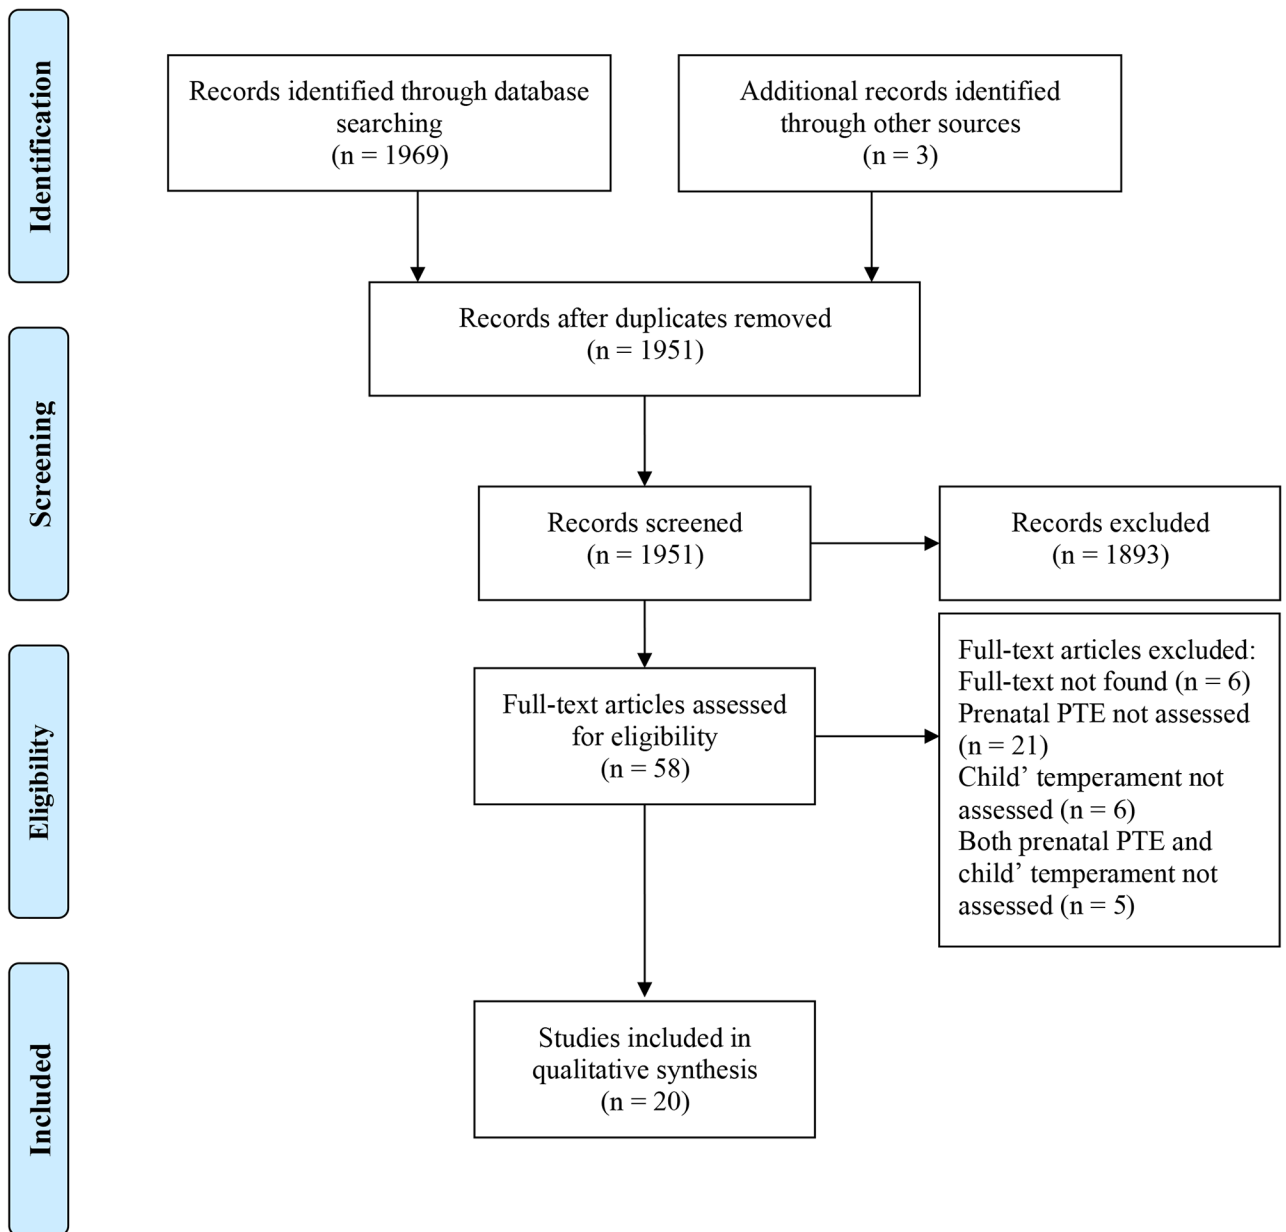 Identification
Records identified through database
searching
(n = 1969)
Additional records identified
through other sources
(n = 3)
Records after duplicates removed
(n = 1951)
Screening
Records screened
(n = 1951)
Records excluded
(n = 1893)
Eligibility
Full-text articles assessed
for eligibility
(n = 58)
Full-text articles excluded:
Full-text not found (n = 6)
Prenatal PTE not assessed
(n = 21)
Child’ temperament not
assessed (n = 6)
Both prenatal PTE and
child’ temperament not
assessed (n = 5)
Included
Studies included in
qualitative synthesis
(n = 20)